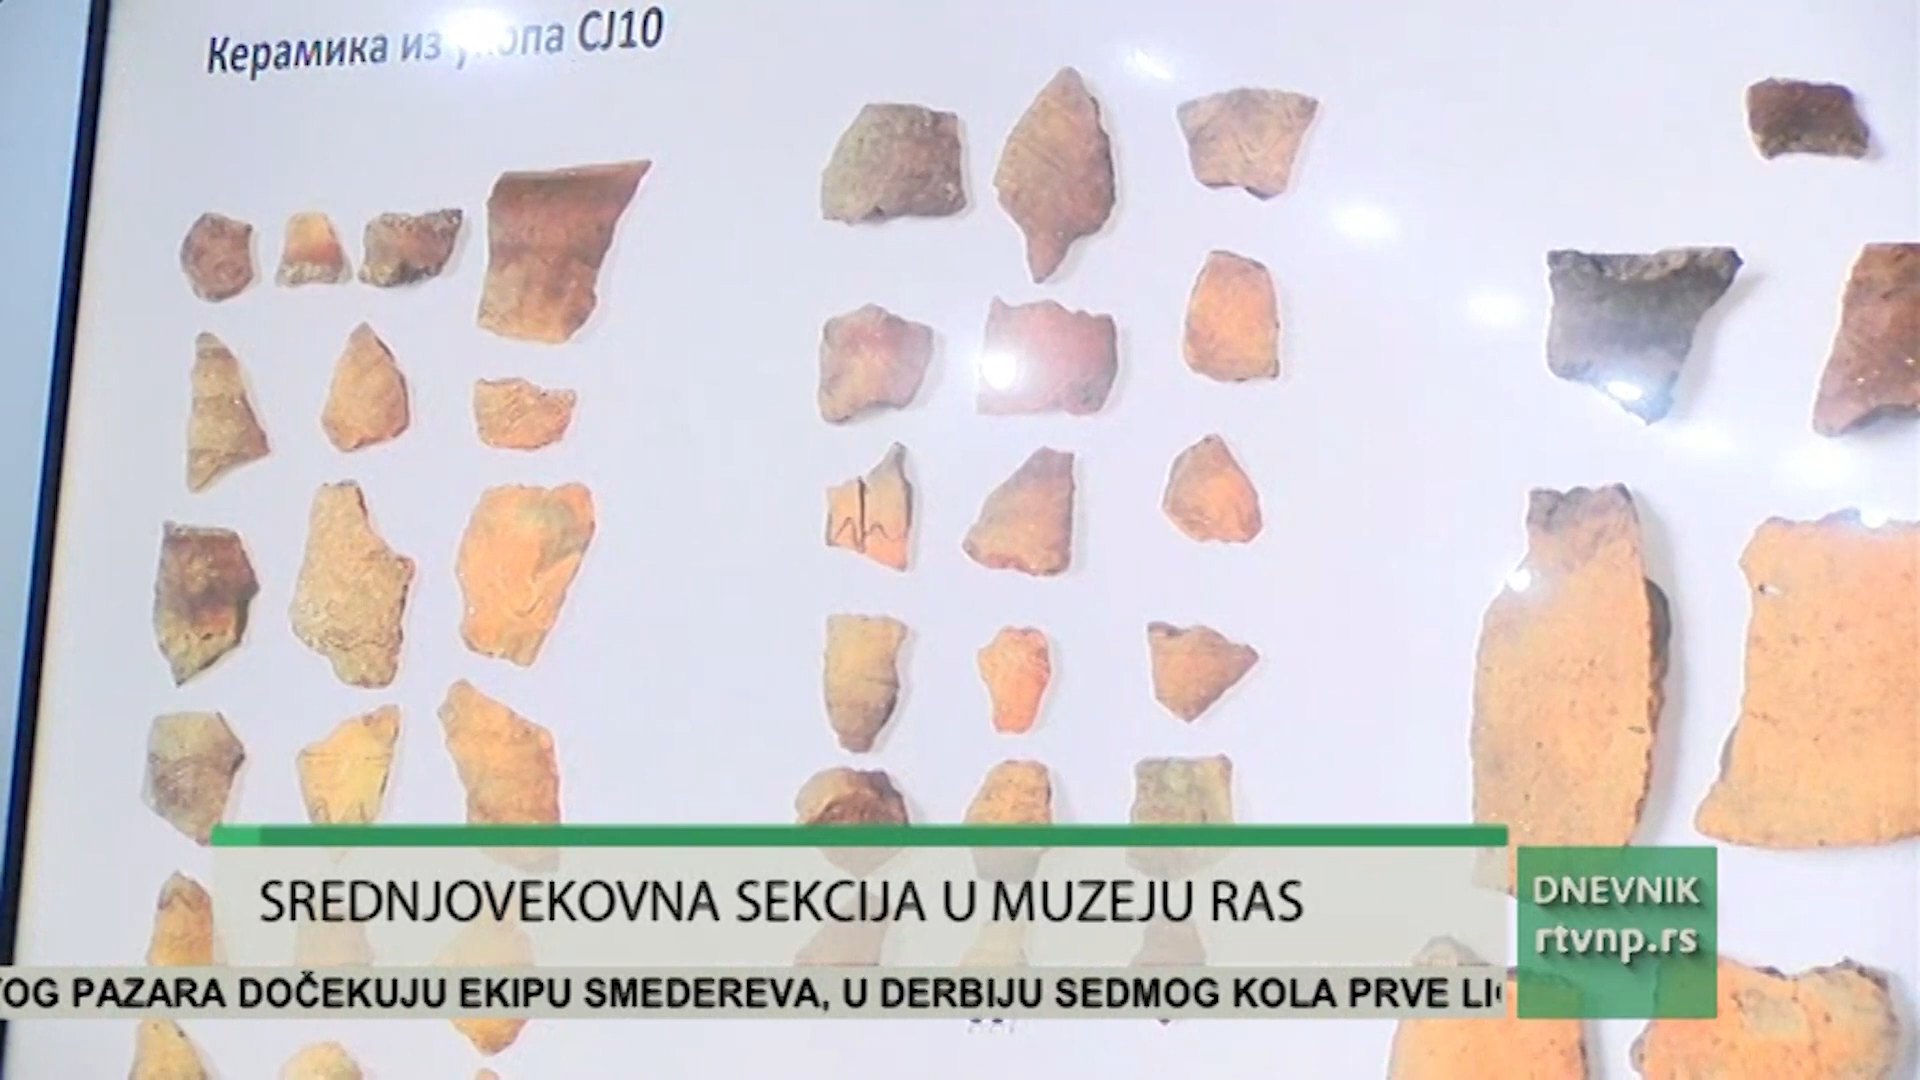 Керамика из укопа CJ10
SREDNJOVEKOVNA SEKCIJA U MUZEJU RAS
DNEVNIK
rtvnp.rs
OG PAZARA DOČEKUJU EKIPU SMEDEREVA, U DERBIJU SEDMOG KOLA PRVE